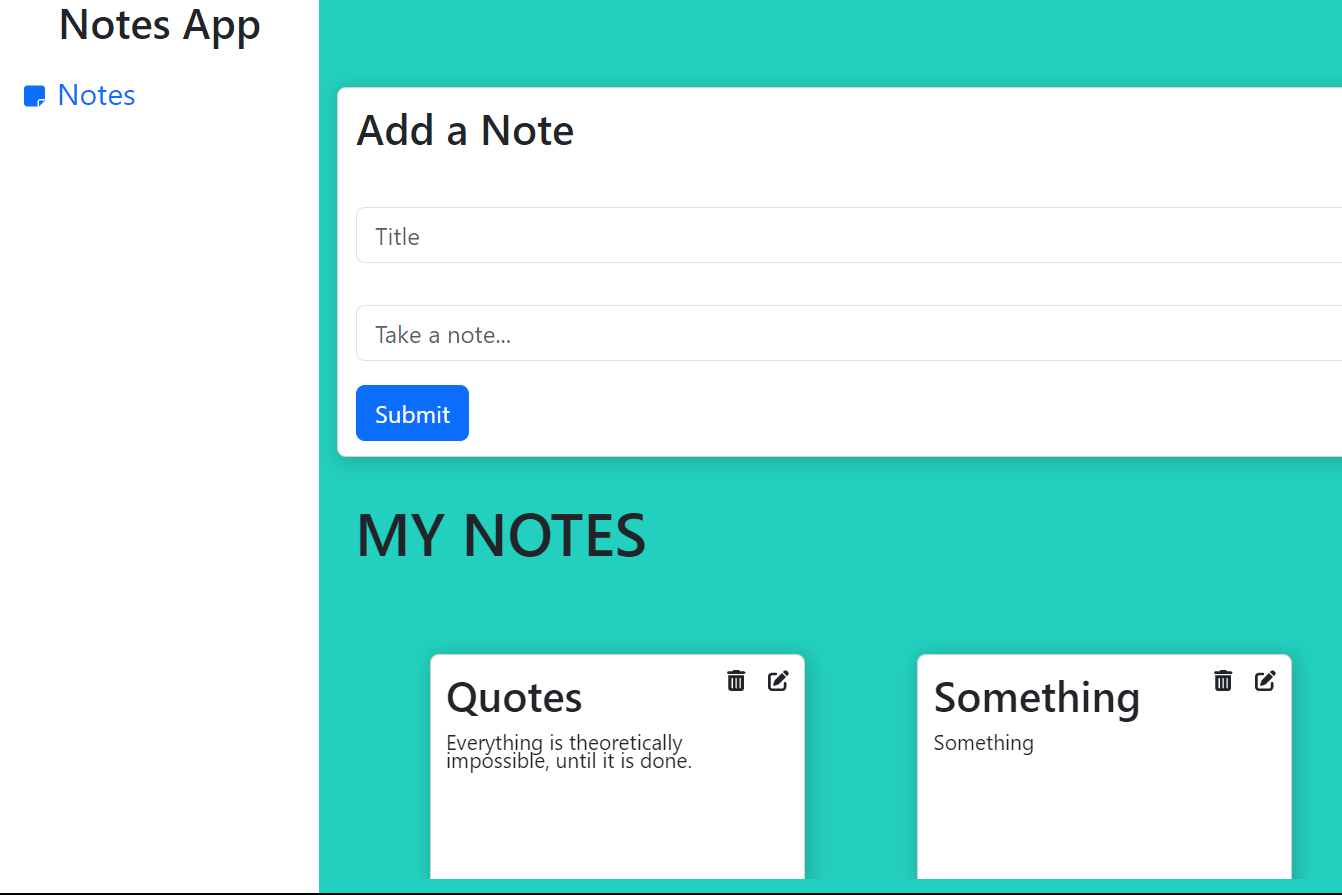 Notes App
Notes
Add a Note
Title
Take a note...
Submit
MY NOTES
Quotes
Everything is theoretically
impossible, until it is done.
Something
Something